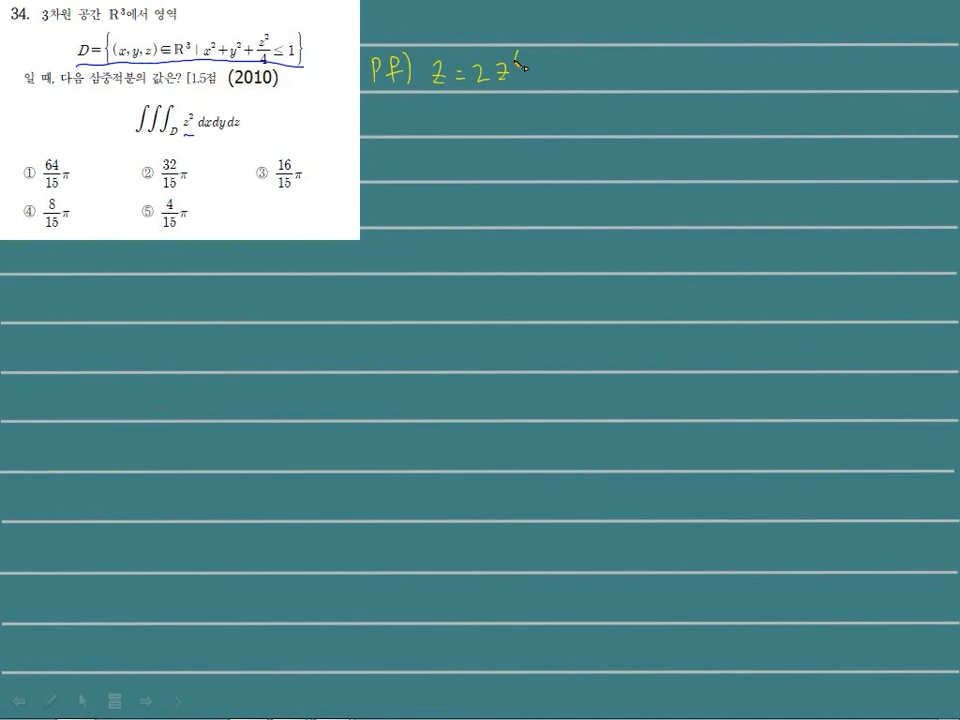 34. 3차원 공간 R³에서 영역
D={(x, y, z)∈R³ | x²+y²+z²/4 ≤ 1}
일 때, 다음 삼중적분의 값은? [1.5점 (2010)
∭_D z² dxdydz
① 64/15 π ② 32/15 π ③ 16/15 π
④ 8/15 π ⑤ 4/15 π
Pf) z = 2z'